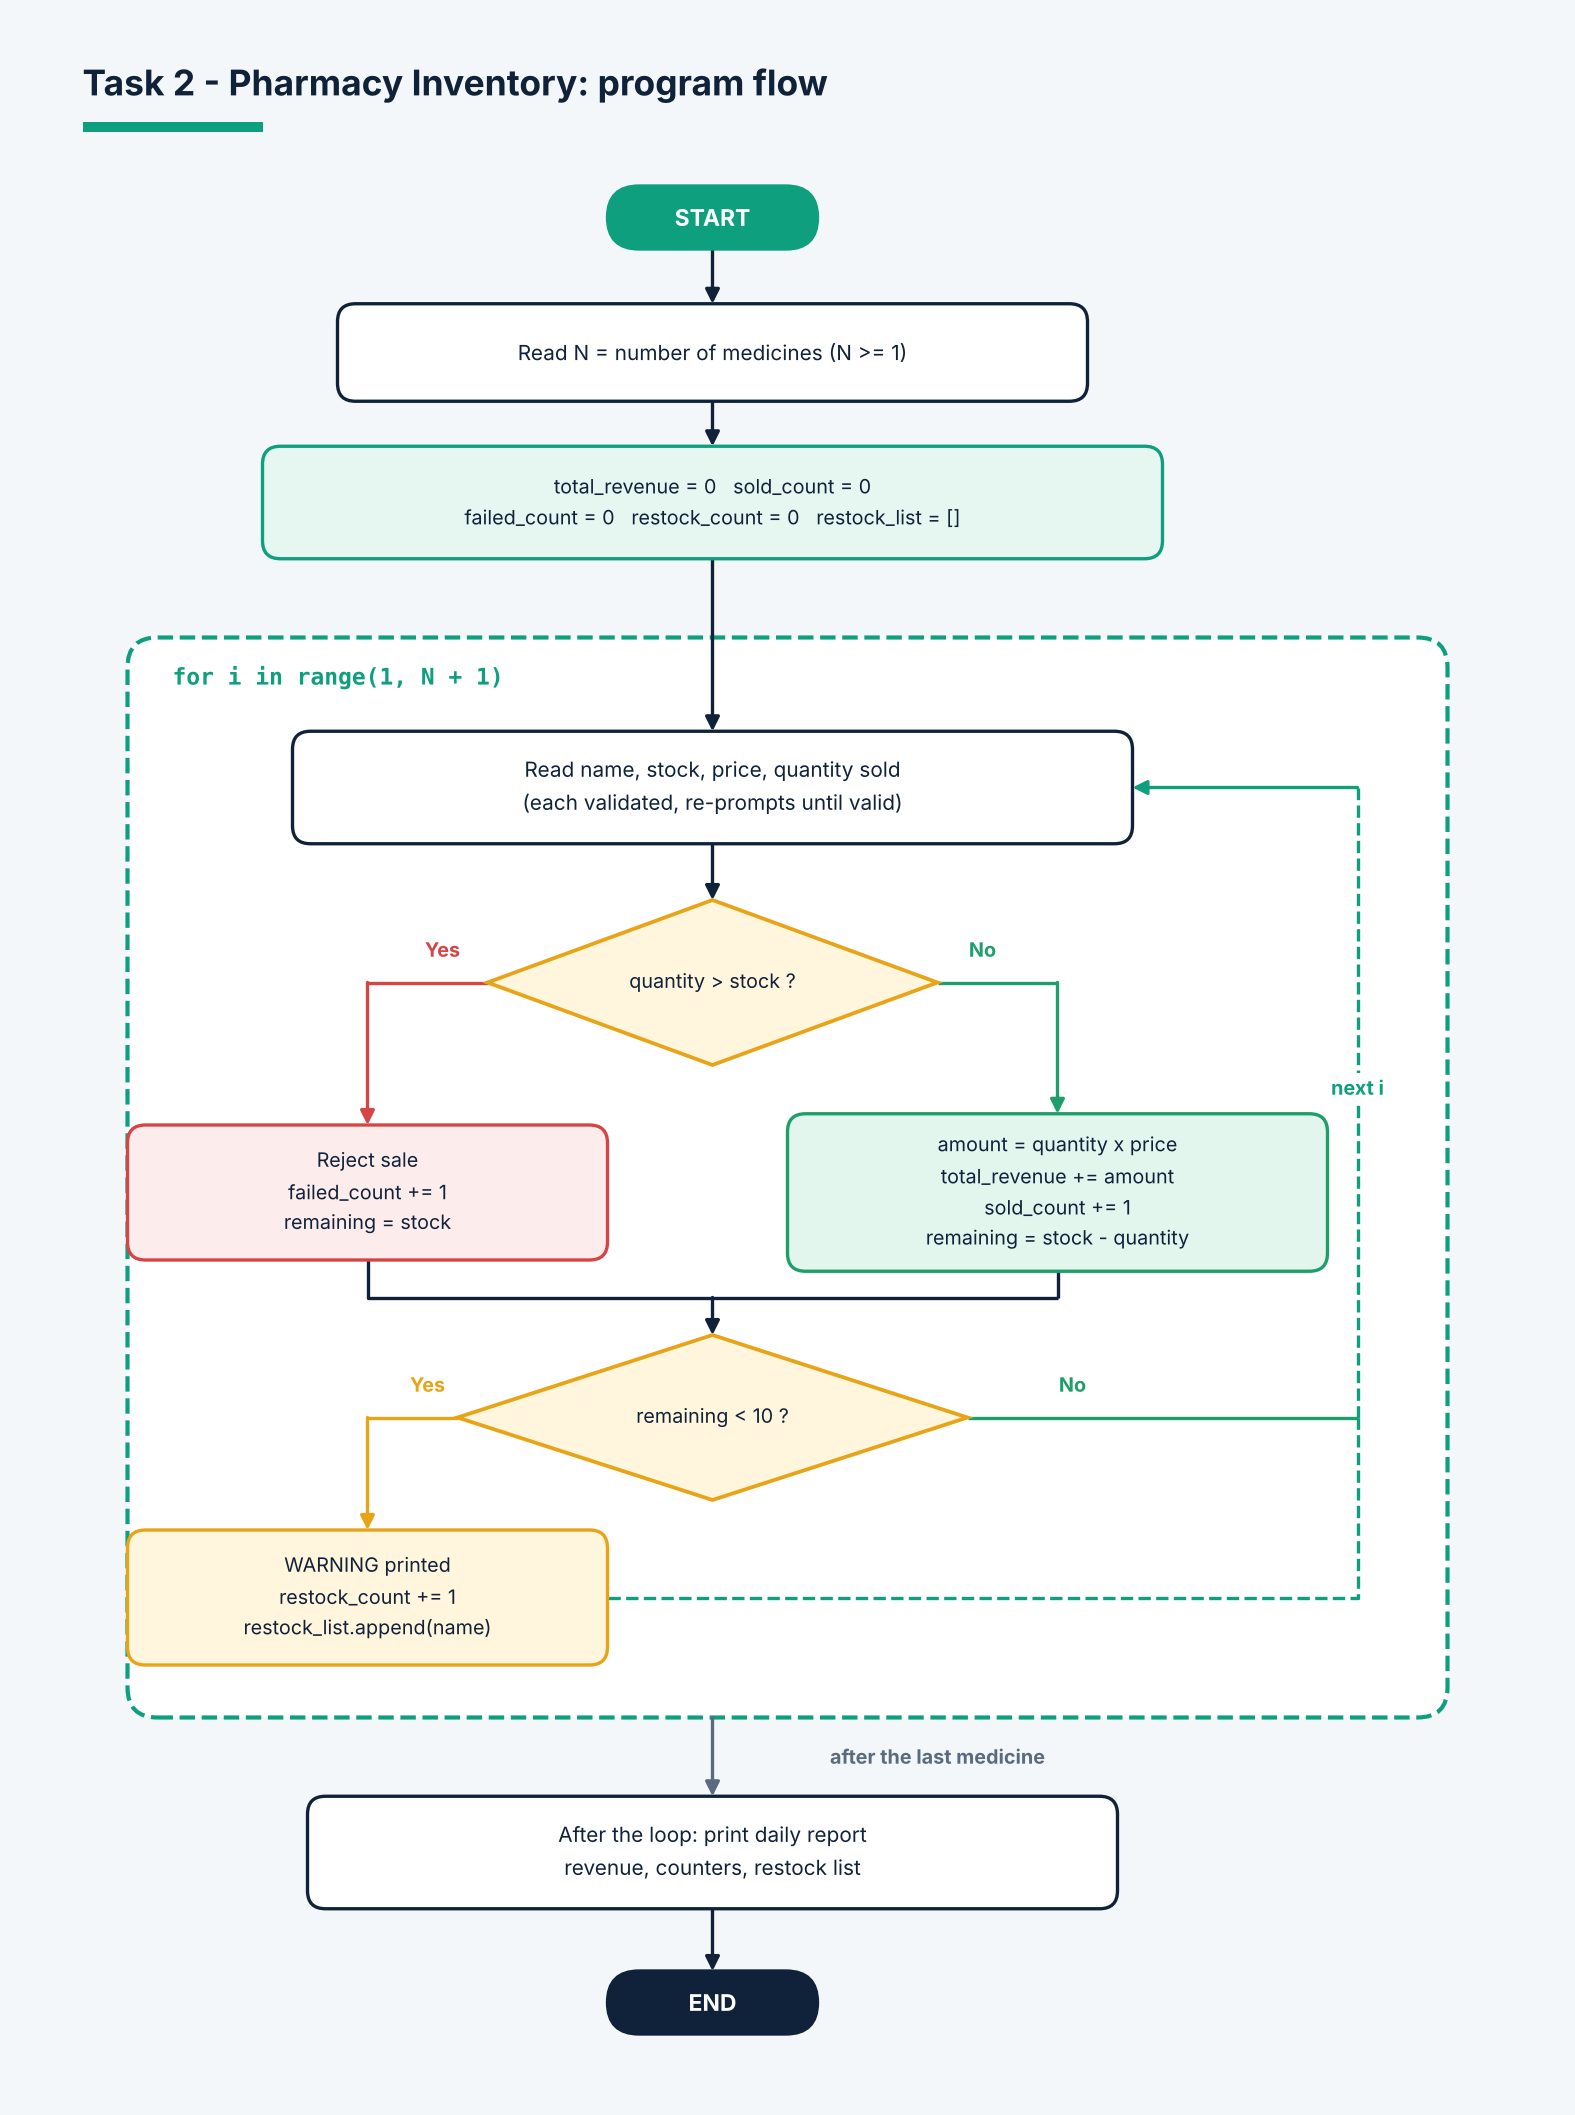 Task 2 - Pharmacy Inventory: program flow
START
Read N = number of medicines (N >= 1)
total_revenue = 0   sold_count = 0
failed_count = 0   restock_count = 0   restock_list = []
for i in range(1, N + 1)
Read name, stock, price, quantity sold
(each validated, re-prompts until valid)
Yes
No
quantity > stock ?
next i
Reject sale
failed_count += 1
remaining = stock
amount = quantity x price
total_revenue += amount
sold_count += 1
remaining = stock - quantity
Yes
No
remaining < 10 ?
WARNING printed
restock_count += 1
restock_list.append(name)
after the last medicine
After the loop: print daily report
revenue, counters, restock list
END